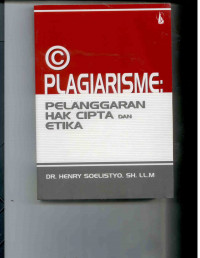 ©
PLAGIARISME:
PELANGGARAN
HAK CIPTA DAN
ETIKA
DR. HENRY SOELISTYO, SH, LL.M